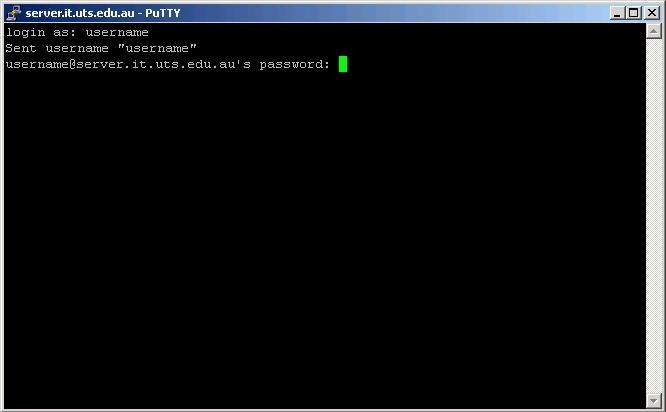 server.it.uts.edu.au - PuTTY
login as: username
Sent username "username"
username@server.it.uts.edu.au's password: